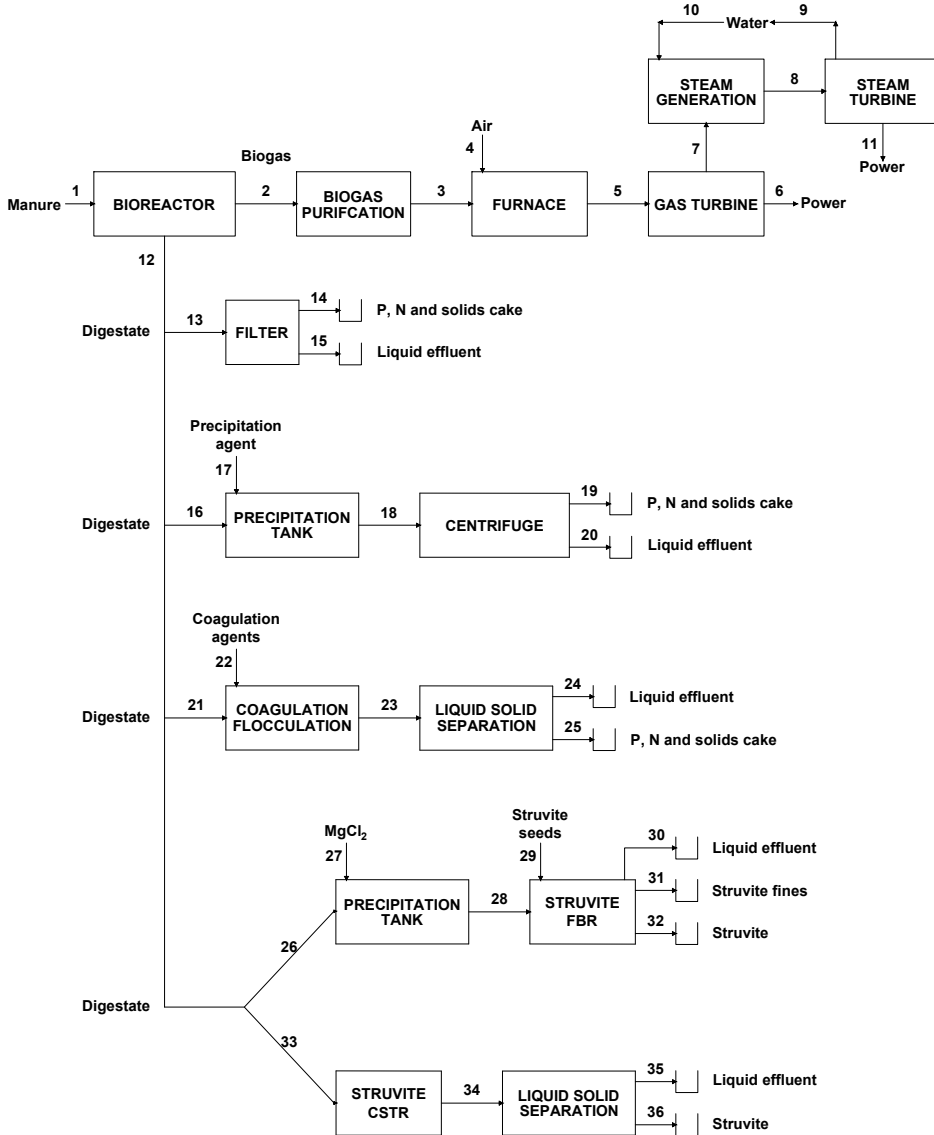 10
Water
9
STEAM
GENERATION
8
STEAM
TURBINE
Air
4
7
11
Power
Biogas
Manure
1
BIOREACTOR
2
BIOGAS
PURIFCATION
3
FURNACE
5
GAS TURBINE
6
Power
12
Digestate
13
FILTER
14
P, N and solids cake
15
Liquid effluent
Precipitation
agent
17
Digestate
16
PRECIPITATION
TANK
18
CENTRIFUGE
19
P, N and solids cake
20
Liquid effluent
Coagulation
agents
22
Digestate
21
COAGULATION
FLOCCULATION
23
LIQUID SOLID
SEPARATION
24
Liquid effluent
25
P, N and solids cake
MgCl₂
27
Struvite
seeds
29
26
PRECIPITATION
TANK
28
STRUVITE
FBR
30
Liquid effluent
31
Struvite fines
32
Struvite
Digestate
33
STRUVITE
CSTR
34
LIQUID SOLID
SEPARATION
35
Liquid effluent
36
Struvite